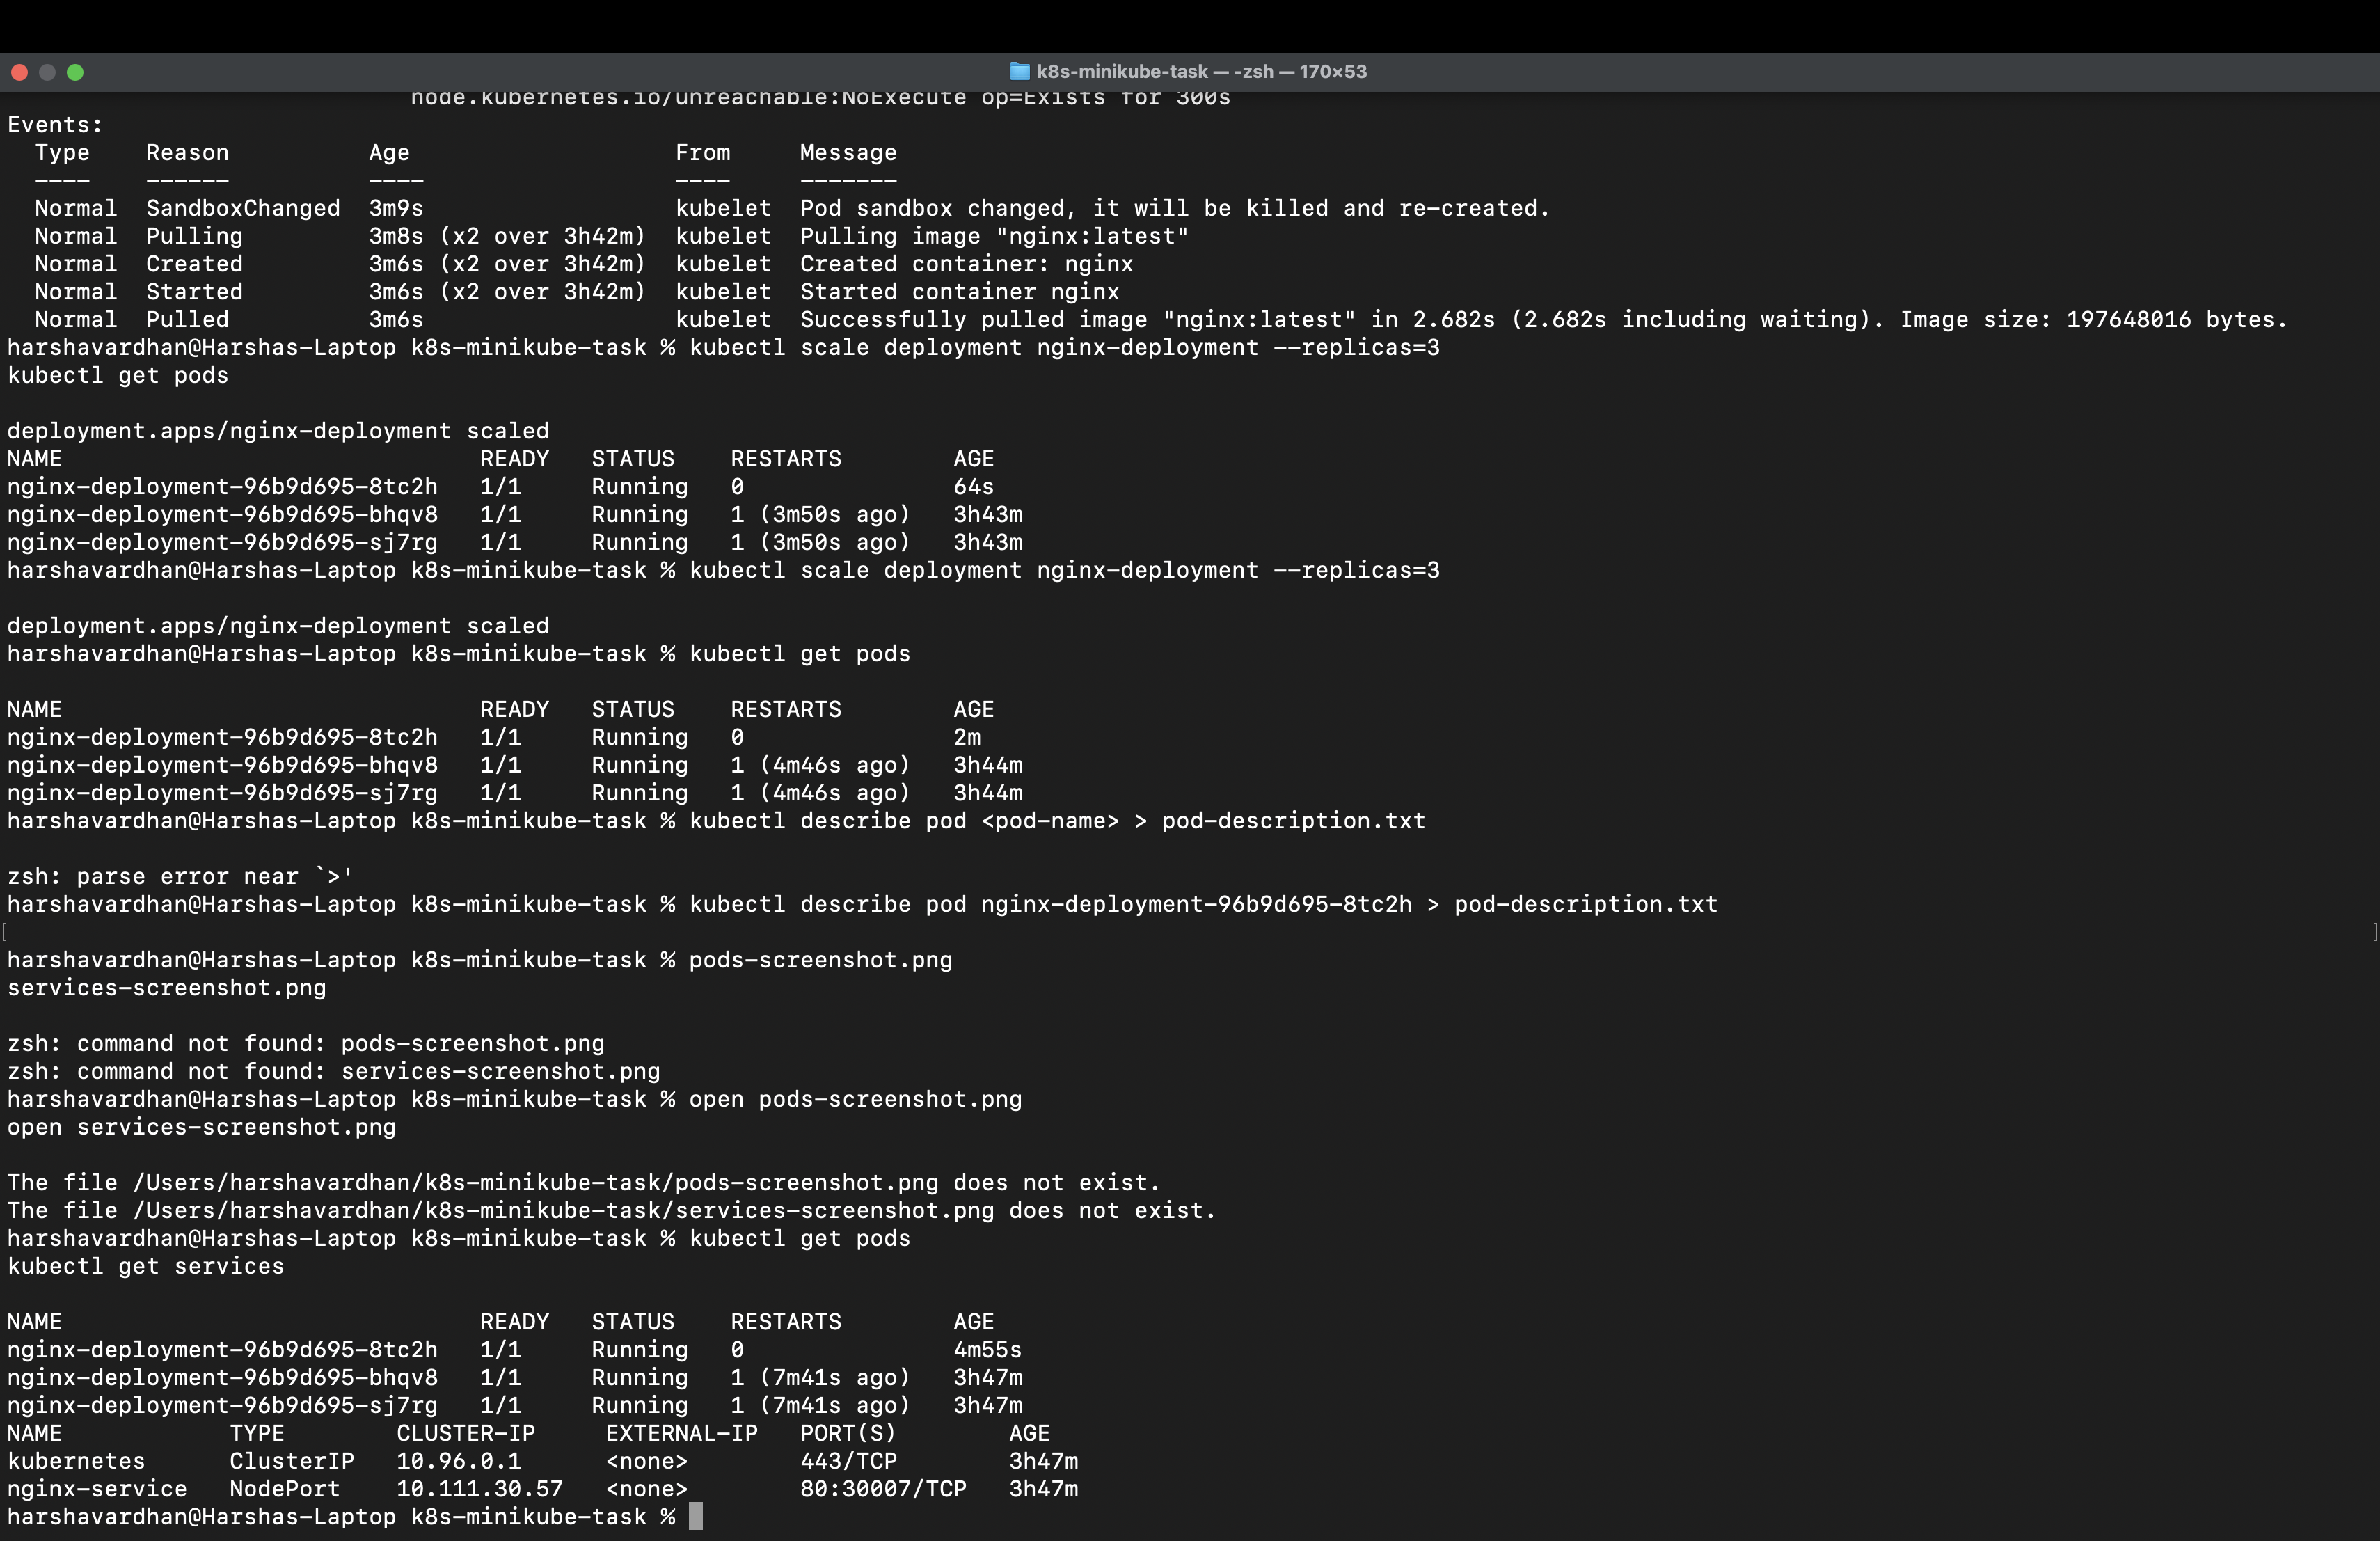 k8s-minikube-task — -zsh — 170×53
node.kubernetes.io/unreachable:NoExecute op=Exists for 300s
Events:
  Type    Reason          Age                   From     Message
  ----    ------          ----                  ----     -------
  Normal  SandboxChanged  3m9s                  kubelet  Pod sandbox changed, it will be killed and re-created.
  Normal  Pulling         3m8s (x2 over 3h42m)  kubelet  Pulling image "nginx:latest"
  Normal  Created         3m6s (x2 over 3h42m)  kubelet  Created container: nginx
  Normal  Started         3m6s (x2 over 3h42m)  kubelet  Started container nginx
  Normal  Pulled          3m6s                  kubelet  Successfully pulled image "nginx:latest" in 2.682s (2.682s including waiting). Image size: 197648016 bytes.
harshavardhan@Harshas-Laptop k8s-minikube-task % kubectl scale deployment nginx-deployment --replicas=3
kubectl get pods
deployment.apps/nginx-deployment scaled
NAME                              READY   STATUS    RESTARTS        AGE
nginx-deployment-96b9d695-8tc2h   1/1     Running   0               64s
nginx-deployment-96b9d695-bhqv8   1/1     Running   1 (3m50s ago)   3h43m
nginx-deployment-96b9d695-sj7rg   1/1     Running   1 (3m50s ago)   3h43m
harshavardhan@Harshas-Laptop k8s-minikube-task % kubectl scale deployment nginx-deployment --replicas=3
deployment.apps/nginx-deployment scaled
harshavardhan@Harshas-Laptop k8s-minikube-task % kubectl get pods
NAME                              READY   STATUS    RESTARTS        AGE
nginx-deployment-96b9d695-8tc2h   1/1     Running   0               2m
nginx-deployment-96b9d695-bhqv8   1/1     Running   1 (4m46s ago)   3h44m
nginx-deployment-96b9d695-sj7rg   1/1     Running   1 (4m46s ago)   3h44m
harshavardhan@Harshas-Laptop k8s-minikube-task % kubectl describe pod <pod-name> > pod-description.txt
zsh: parse error near `>'
harshavardhan@Harshas-Laptop k8s-minikube-task % kubectl describe pod nginx-deployment-96b9d695-8tc2h > pod-description.txt
[ ]
harshavardhan@Harshas-Laptop k8s-minikube-task % pods-screenshot.png
services-screenshot.png
zsh: command not found: pods-screenshot.png
zsh: command not found: services-screenshot.png
harshavardhan@Harshas-Laptop k8s-minikube-task % open pods-screenshot.png
open services-screenshot.png
The file /Users/harshavardhan/k8s-minikube-task/pods-screenshot.png does not exist.
The file /Users/harshavardhan/k8s-minikube-task/services-screenshot.png does not exist.
harshavardhan@Harshas-Laptop k8s-minikube-task % kubectl get pods
kubectl get services
NAME                              READY   STATUS    RESTARTS        AGE
nginx-deployment-96b9d695-8tc2h   1/1     Running   0               4m55s
nginx-deployment-96b9d695-bhqv8   1/1     Running   1 (7m41s ago)   3h47m
nginx-deployment-96b9d695-sj7rg   1/1     Running   1 (7m41s ago)   3h47m
NAME            TYPE        CLUSTER-IP     EXTERNAL-IP   PORT(S)        AGE
kubernetes      ClusterIP   10.96.0.1      <none>        443/TCP        3h47m
nginx-service   NodePort    10.111.30.57   <none>        80:30007/TCP   3h47m
harshavardhan@Harshas-Laptop k8s-minikube-task %